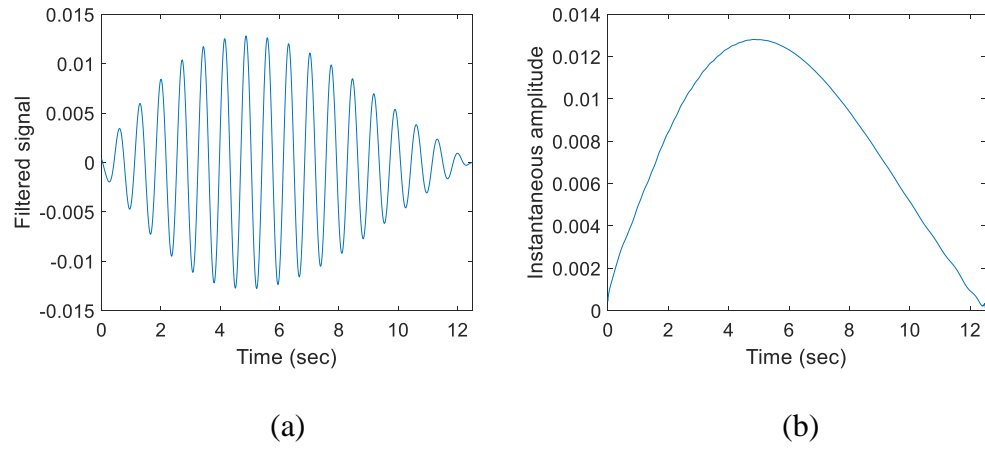 0.015
0.01
0.005
0
-0.005
-0.01
-0.015
Filtered signal
0 2 4 6 8 10 12
Time (sec)
(a)
0.014
0.012
0.01
0.008
0.006
0.004
0.002
0
Instantaneous amplitude
0 2 4 6 8 10 12
Time (sec)
(b)